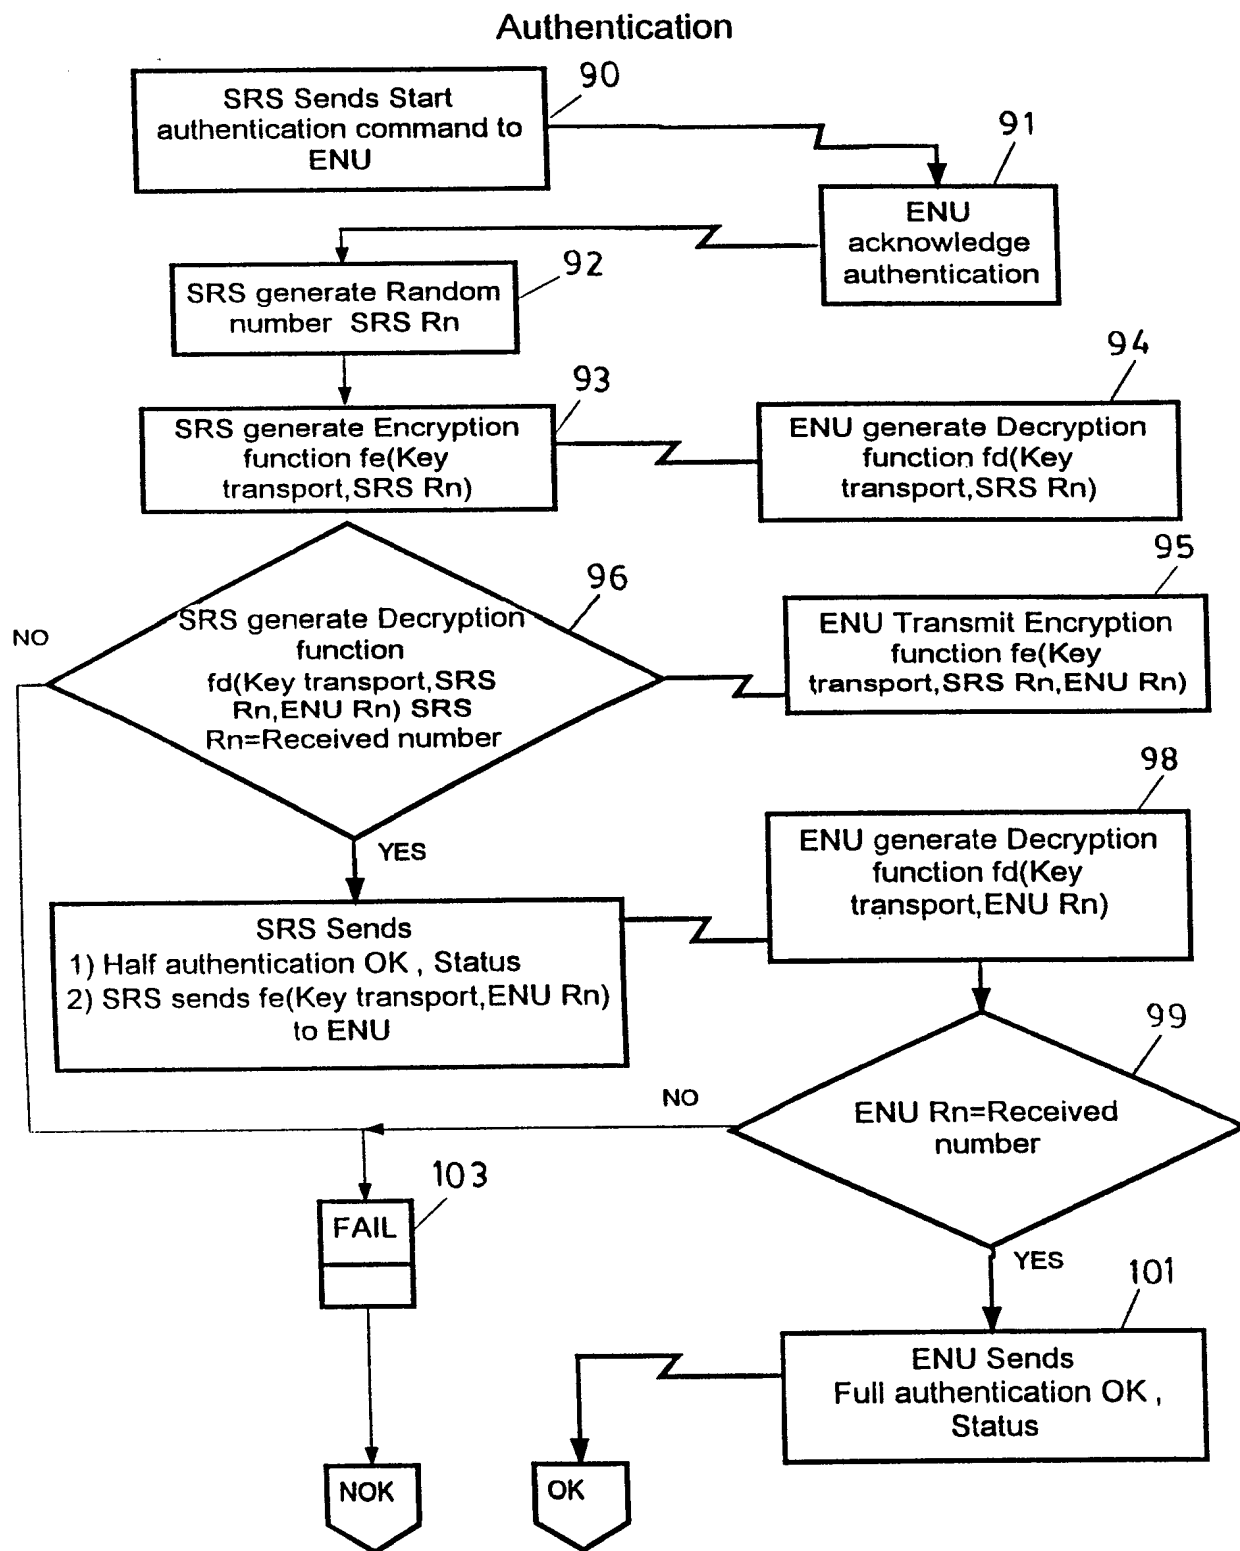 Authentication
90
SRS Sends Start
authentication command to
ENU
91
ENU
acknowledge
authentication
92
SRS generate Random
number SRS Rn
93
SRS generate Encryption
function fe(Key
transport,SRS Rn)
94
ENU generate Decryption
function fd(Key
transport,SRS Rn)
95
ENU Transmit Encryption
function fe(Key
transport,SRS Rn,ENU Rn)
96
SRS generate Decryption
function
fd(Key transport,SRS
Rn,ENU Rn) SRS
Rn=Received number
NO
YES
SRS Sends
1) Half authentication OK , Status
2) SRS sends fe(Key transport,ENU Rn)
to ENU
98
ENU generate Decryption
function fd(Key
transport,ENU Rn)
99
ENU Rn=Received
number
NO
YES
103
FAIL
101
ENU Sends
Full authentication OK ,
Status
NOK
OK